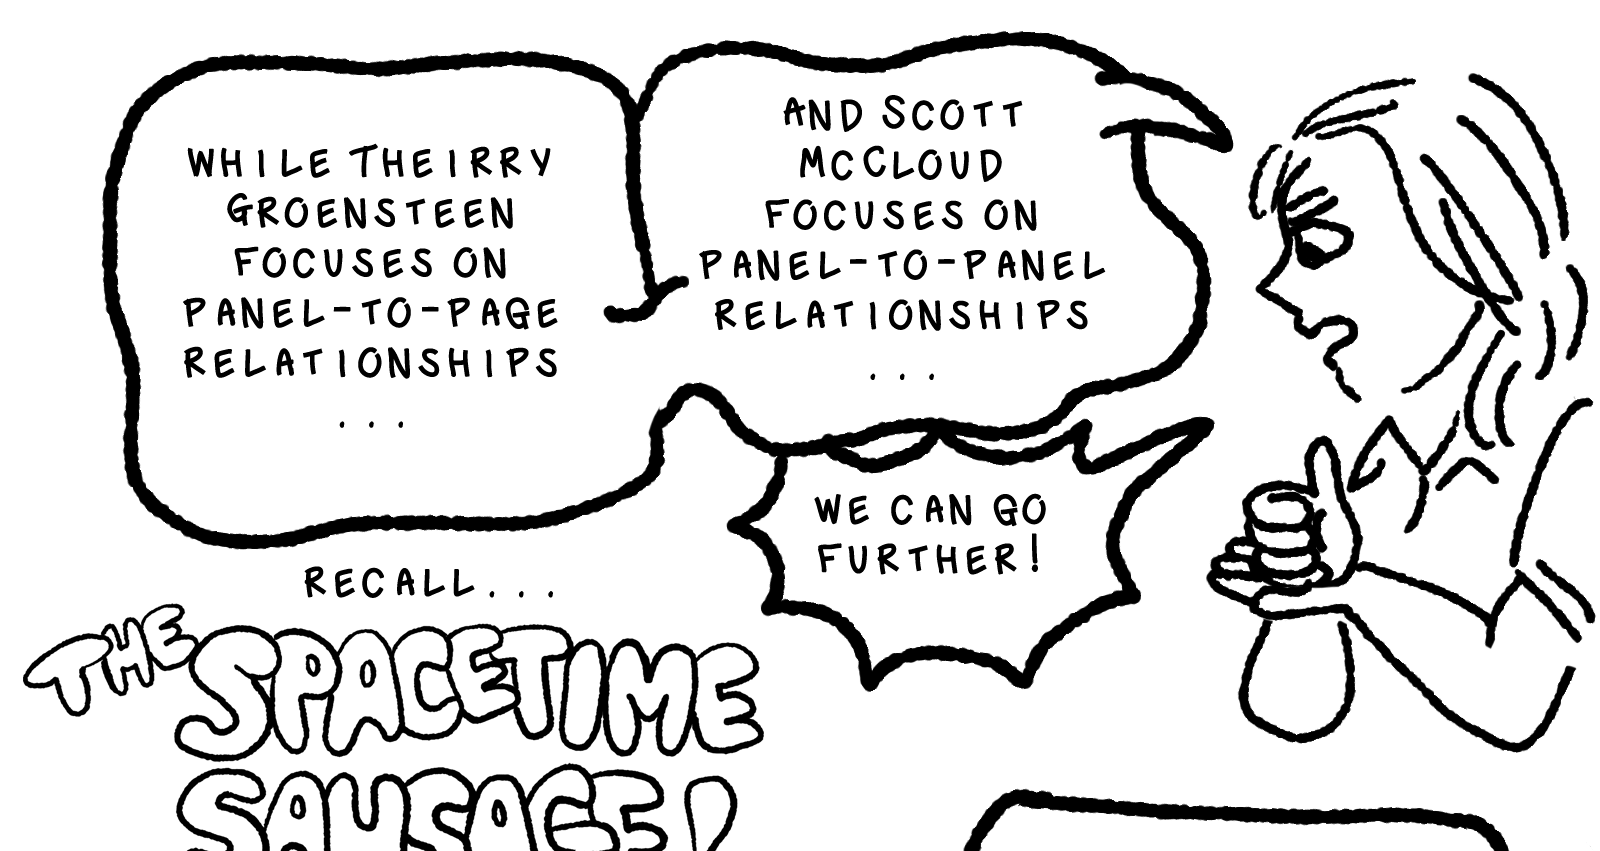 WHILE THEIRRY
GROENSTEEN
FOCUSES ON
PANEL-TO-PAGE
RELATIONSHIPS
...
AND SCOTT
MCCLOUD
FOCUSES ON
PANEL-TO-PANEL
RELATIONSHIPS
...
WE CAN GO
FURTHER!
RECALL...
THE SPACETIME
SAUSAGE!